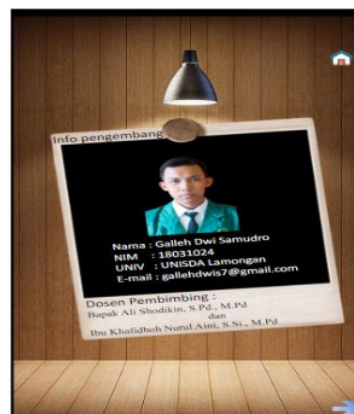 Info pengembang
Nama : Galleh Dwi Samudro
NIM : 18031024
UNIV : UNISDA Lamongan
E-mail : gallehdwis7@gmail.com
Dosen Pembimbing :
Bapak Ali Shodikin, S.Pd., M.Pd
dan
Ibu Khafidhoh Nurul Aini, S.Si., M.Pd